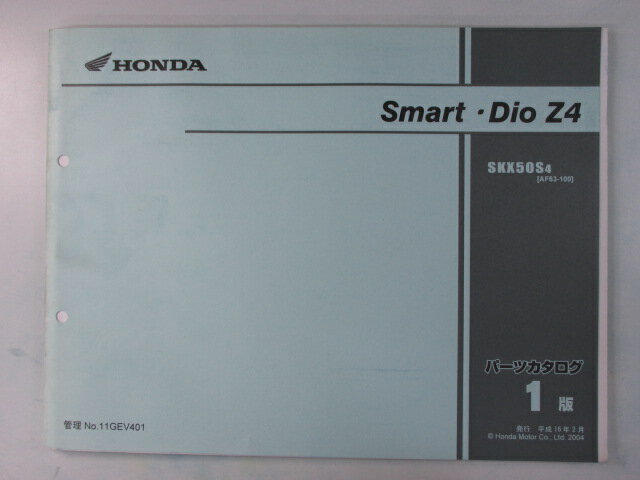 HONDA
Smart・Dio Z4
SKX50S4
[AF63-100]
パーツカタログ
1版
管理 No.11GEV401
発行 平成16年2月
© Honda Motor Co., Ltd. 2004